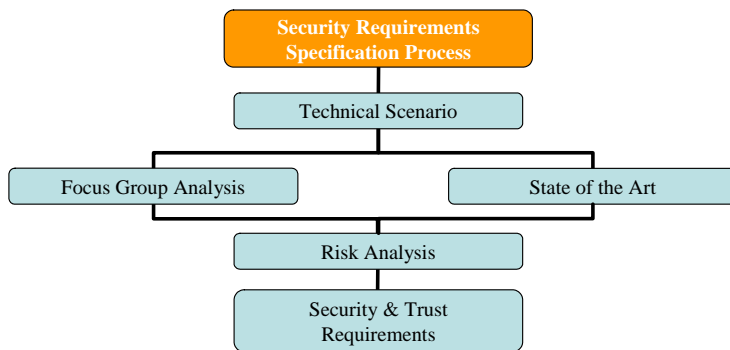 Security Requirements
Specification Process
Technical Scenario
Focus Group Analysis
State of the Art
Risk Analysis
Security & Trust
Requirements